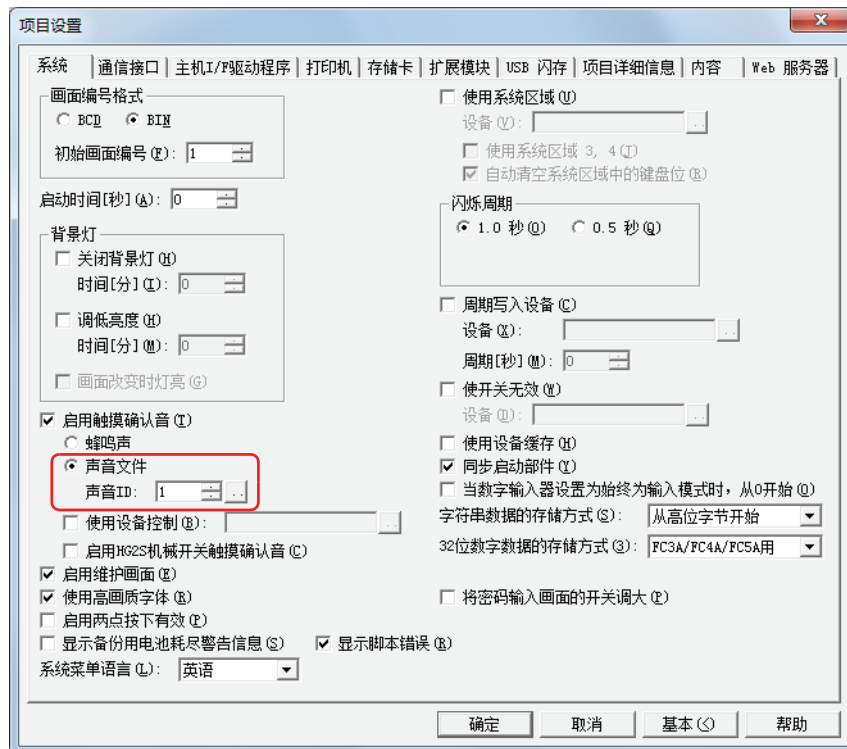 项目设置
系统 通信接口 主机I/F驱动程序 打印机 存储卡 扩展模块 USB 闪存 项目详细信息 内容 Web 服务器
画面编号格式
BCD BIN
初始画面编号(F): 1
启动时间[秒](A): 0
背景灯
关闭背景灯(H)
时间[分](I): 0
调低亮度(H)
时间[分](M): 0
画面改变时灯亮(G)
启用触摸确认音(T)
蜂鸣声
声音文件
声音ID: 1 ..
使用设备控制(B): ..
启用HG2S机械开关触摸确认音(C)
启用维护画面(E)
使用高画质字体(R)
启用两点按下有效(P)
显示备份用电池耗尽警告信息(S) 显示脚本错误(R)
系统菜单语言(L): 英语
使用系统区域(U)
设备(V): ..
使用系统区域 3, 4(J)
自动清空系统区域中的键盘位(R)
闪烁周期
1.0 秒(O) 0.5 秒(Q)
周期写入设备(C)
设备(X): ..
周期[秒](M): 0
使开关无效(W)
设备(D): ..
使用设备缓存(H)
同步启动部件(Y)
当数字输入器设置为始终为输入模式时，从0开始(Q)
字符串数据的存储方式(S): 从高位字节开始
32位数字数据的存储方式(3): FC3A/FC4A/FC5A用
将密码输入画面的开关调大(P)
确定 取消 基本(<) 帮助